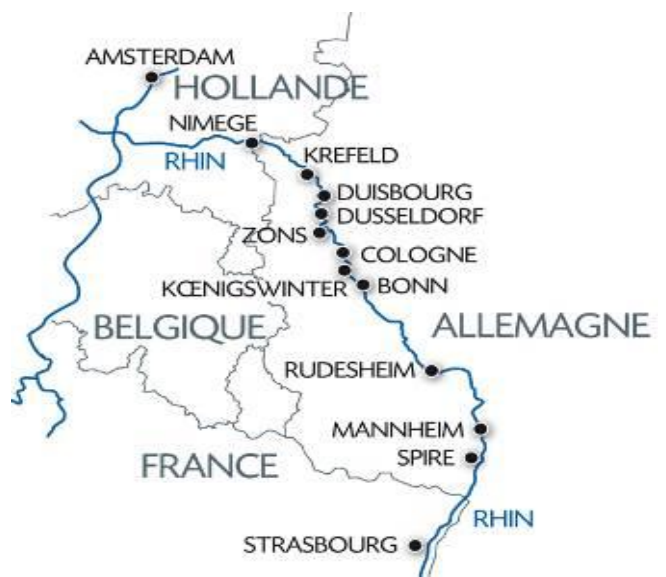 AMSTERDAM
HOLLANDE
NIMEGE
RHIN
KREFELD
DUISBOURG
DUSSELDORF
ZONS
COLOGNE
KŒNIGSWINTER
BONN
BELGIQUE
ALLEMAGNE
RUDESHEIM
MANNHEIM
SPIRE
FRANCE
RHIN
STRASBOURG